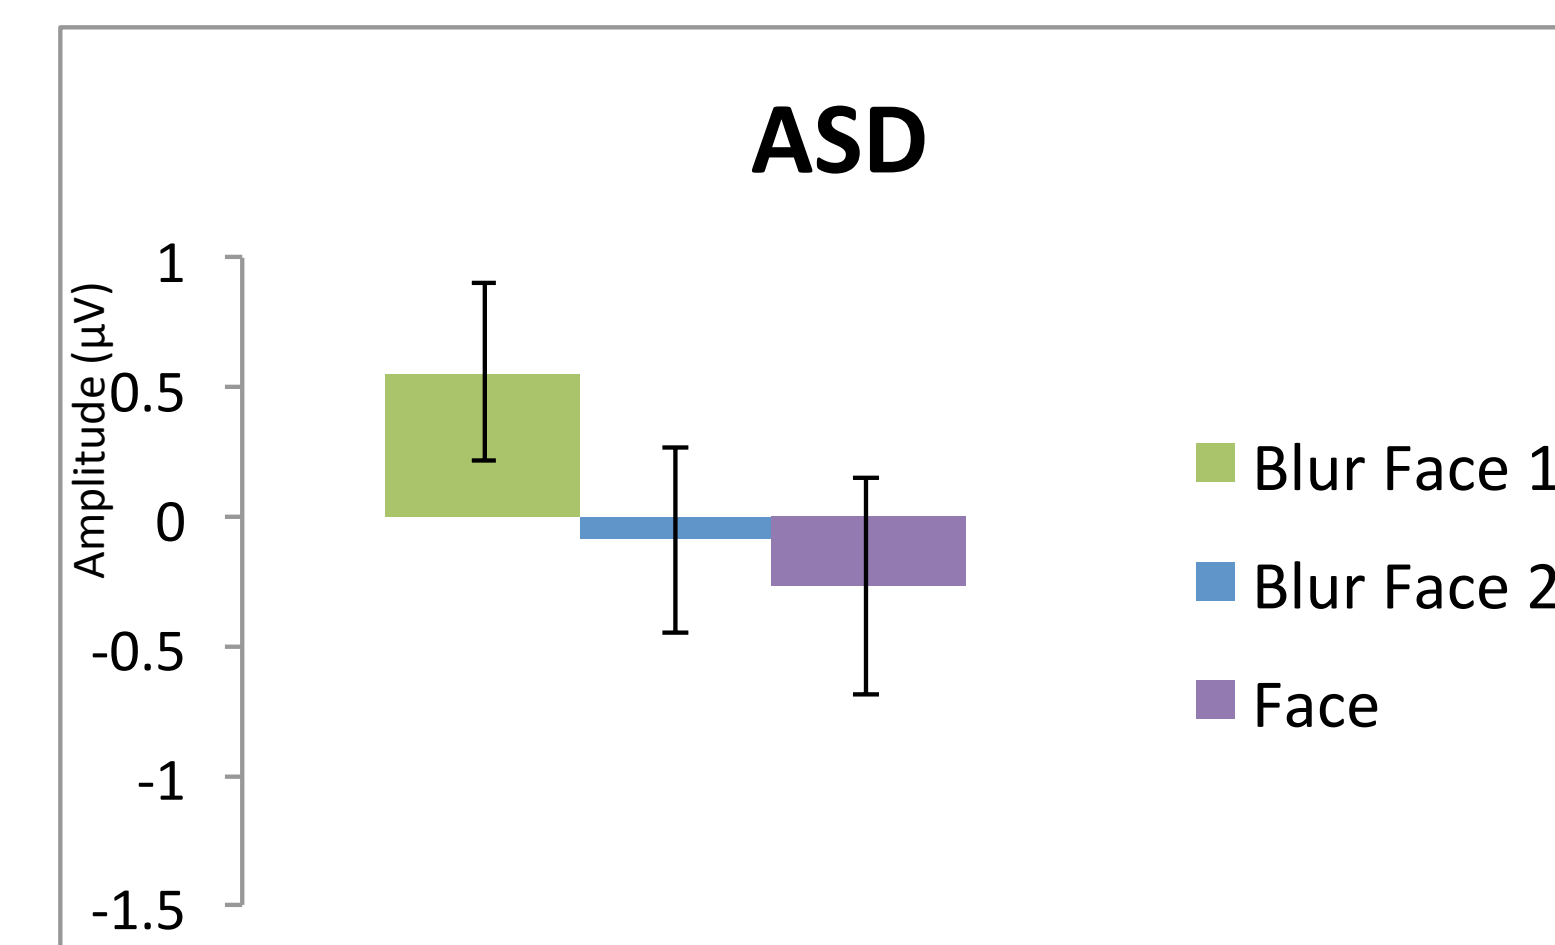 ASD
Amplitude (µV)
1
0.5
0
-0.5
-1
-1.5
Blur Face 1
Blur Face 2
Face